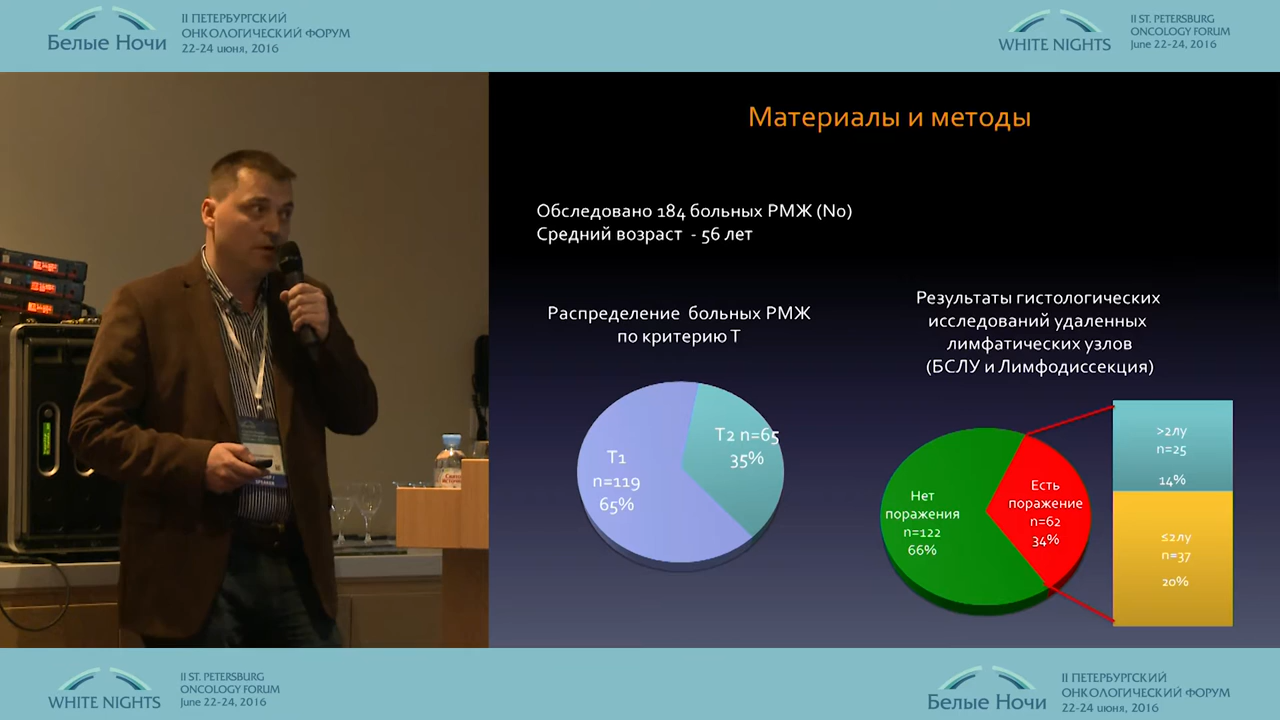 Белые Ночи
II ПЕТЕРБУРГСКИЙ
ОНКОЛОГИЧЕСКИЙ ФОРУМ
22-24 июня, 2016
WHITE NIGHTS
II ST. PETERSBURG
ONCOLOGY FORUM
June 22-24, 2016
Материалы и методы
Обследовано 184 больных РМЖ (No)
Средний возраст - 56 лет
Распределение больных РМЖ
по критерию Т
T1
n=119
65%
T2 n=65
35%
Результаты гистологических
исследований удаленных
лимфатических узлов
(БСЛУ и Лимфодиссекция)
Нет
поражения
n=122
66%
Есть
поражение
n=62
34%
>2лу
n=25
14%
≤2лу
n=37
20%
WHITE NIGHTS
II ST. PETERSBURG
ONCOLOGY FORUM
June 22-24, 2016
Белые Ночи
II ПЕТЕРБУРГСКИЙ
ОНКОЛОГИЧЕСКИЙ ФОРУМ
22-24 июня, 2016